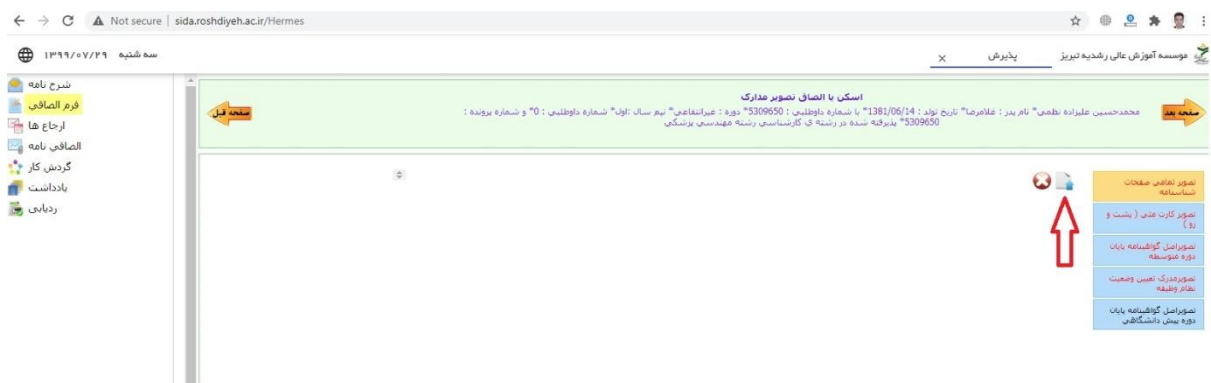 Not secure | sida.roshdiyeh.ac.ir/Hermes
موسسه آموزش عالی رشدیه تبریز
پذیرش ×
سه شنبه ۱۳۹۹/۰۷/۲۹
شرح نامه
فرم الصاقی
ارجاع ها
الصاقی نامه
گردش کار
یادداشت
ردیابی
اسکن یا الصاق تصویر مدارک
صفحه بعد
محمدحسین علیزاده نظمی" نام پدر : غلامرضا" تاریخ تولد : 1381/06/14" با شماره داوطلبی : 5309650" دوره : غیرانتفاعی" نیم سال :اول" شماره داوطلبی : 0" و شماره پرونده :
5309650" پذیرفته شده در رشته ی کارشناسی رشته مهندسی پزشکی
صفحه قبل
تصویر تمامی صفحات
شناسنامه
تصویر کارت ملی ( پشت و
رو )
تصویراصل گواهینامه پایان
دوره متوسطه
تصویرمدرک تعیین وضعیت
نظام وظیفه
تصویراصل گواهینامه پایان
دوره پیش دانشگاهی